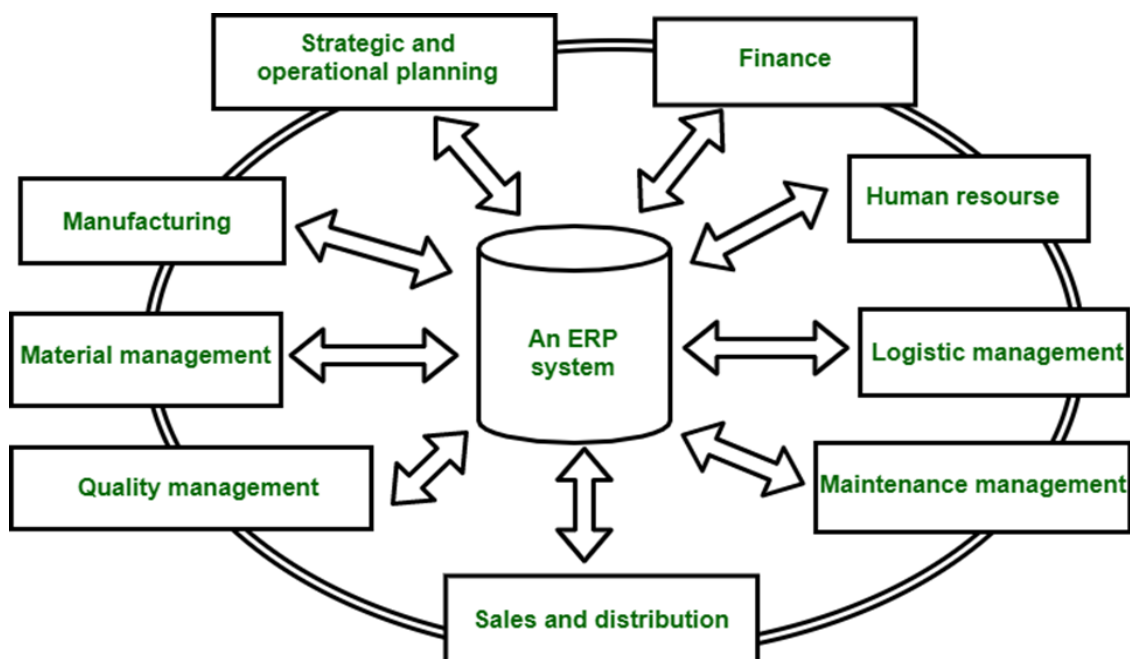 Strategic and
operational planning
Finance
Manufacturing
Human resourse
An ERP
system
Material management
Logistic management
Quality management
Maintenance management
Sales and distribution